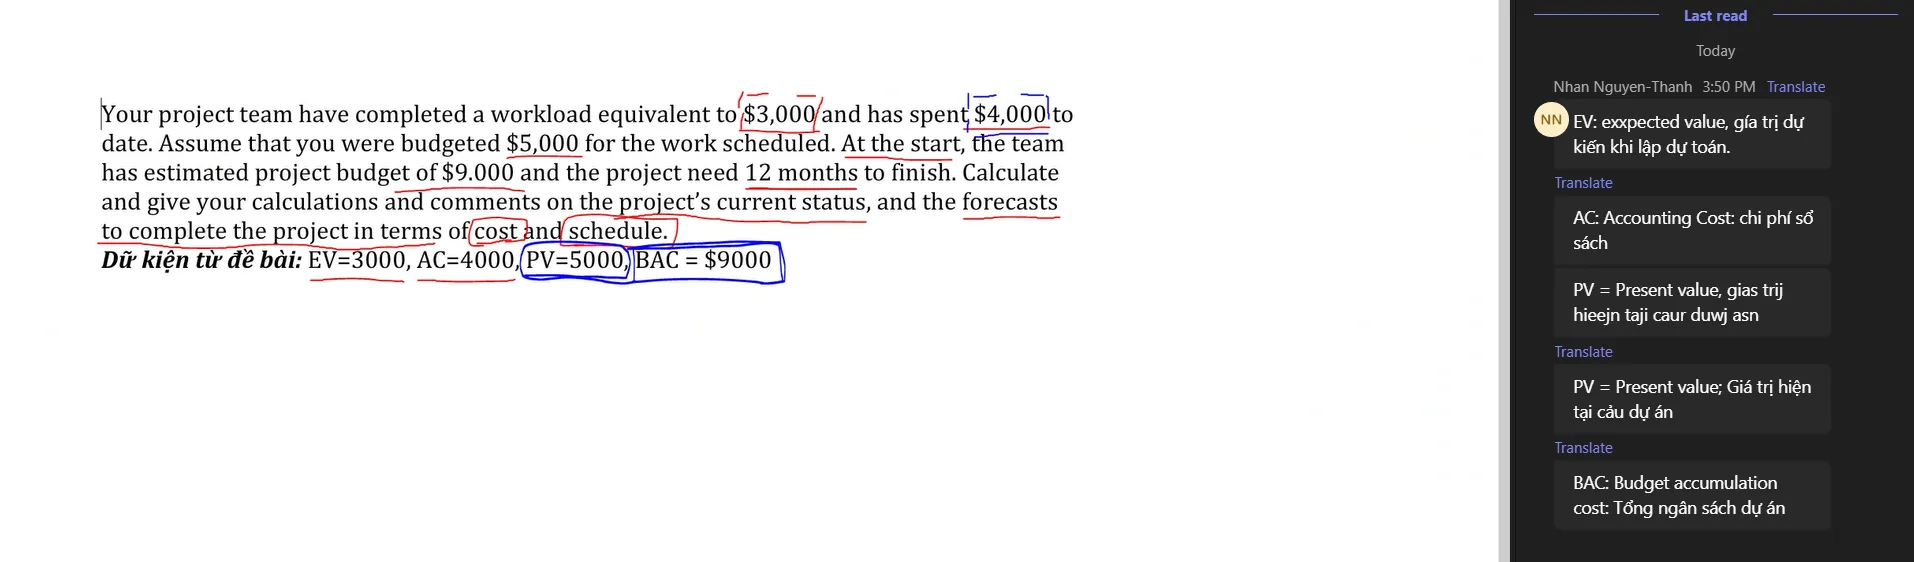 Your project team have completed a workload equivalent to $3,000 and has spent $4,000 to
date. Assume that you were budgeted $5,000 for the work scheduled. At the start, the team
has estimated project budget of $9.000 and the project need 12 months to finish. Calculate
and give your calculations and comments on the project's current status, and the forecasts
to complete the project in terms of cost and schedule.
Dữ kiện từ đề bài: EV=3000, AC=4000, PV=5000, BAC = $9000
Last read
Today
Nhan Nguyen-Thanh 3:50 PM Translate
NN
EV: exxpected value, gía trị dự
kiến khi lập dự toán.
Translate
AC: Accounting Cost: chi phí sổ
sách
PV = Present value, gias trij
hieejn taji caur duwj asn
Translate
PV = Present value; Giá trị hiện
tại cảu dự án
Translate
BAC: Budget accumulation
cost: Tổng ngân sách dự án